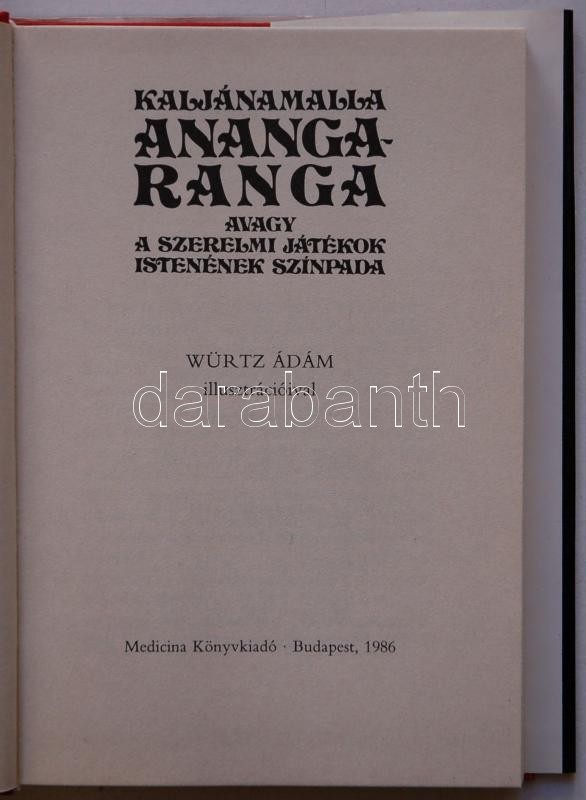 KALJÁNAMALLA
ANANGA-
RANGA
AVAGY
A SZERELMI JÁTÉKOK
ISTENÉNEK SZÍNPADA
WÜRTZ ÁDÁM
illusztrációival
darabanth
Medicina Könyvkiadó · Budapest, 1986